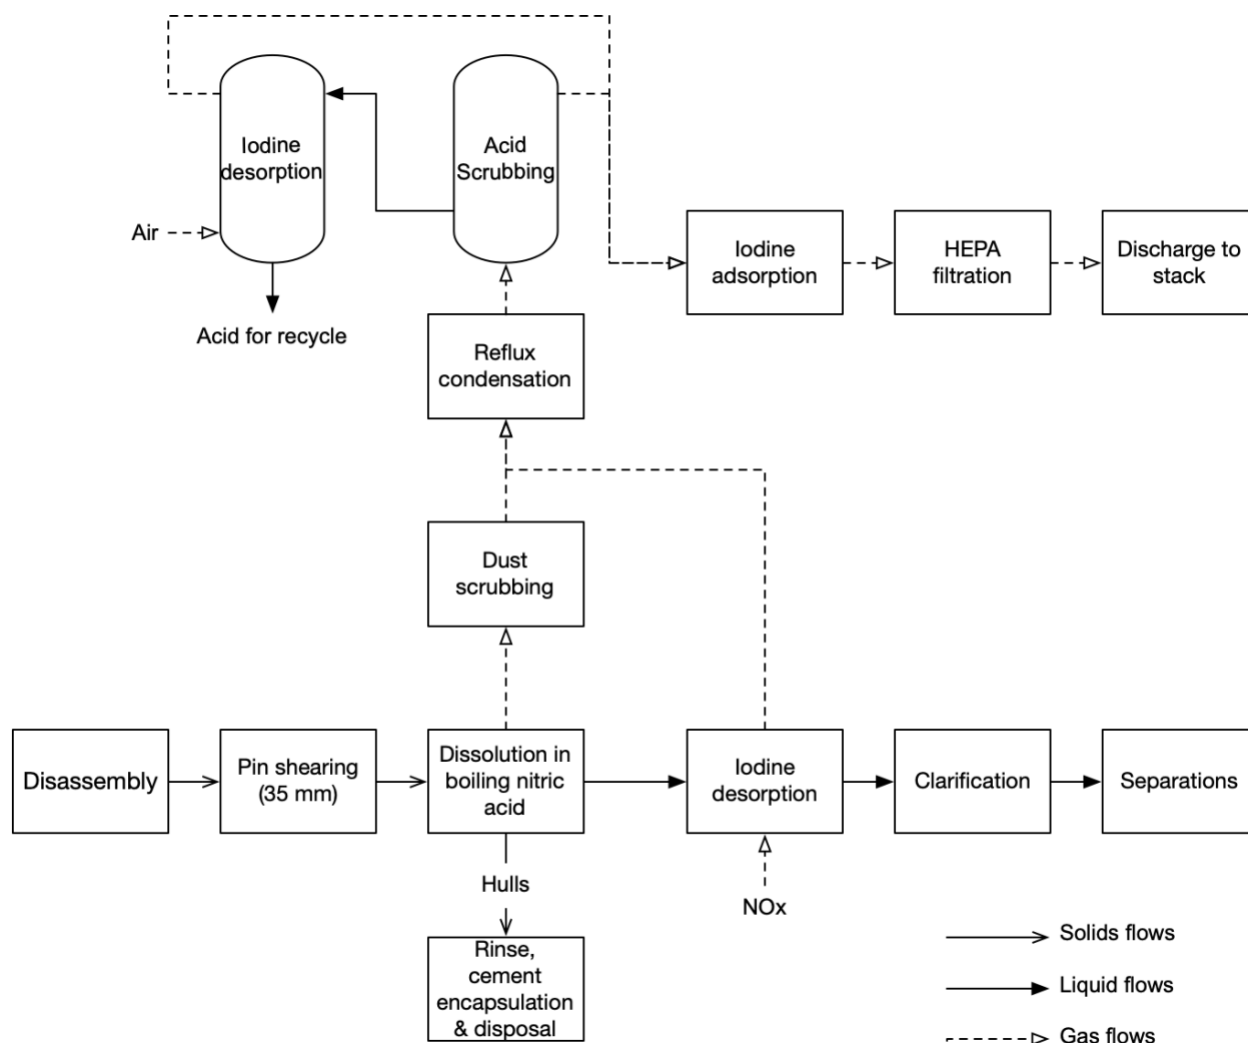 Iodine
desorption
Acid
Scrubbing
Air
Iodine
adsorption
HEPA
filtration
Discharge to
stack
Acid for recycle
Reflux
condensation
Dust
scrubbing
Disassembly
Pin shearing
(35 mm)
Dissolution in
boiling nitric
acid
Iodine
desorption
Clarification
Separations
Hulls
NOx
Rinse,
cement
encapsulation
& disposal
Solids flows
Liquid flows
Gas flows